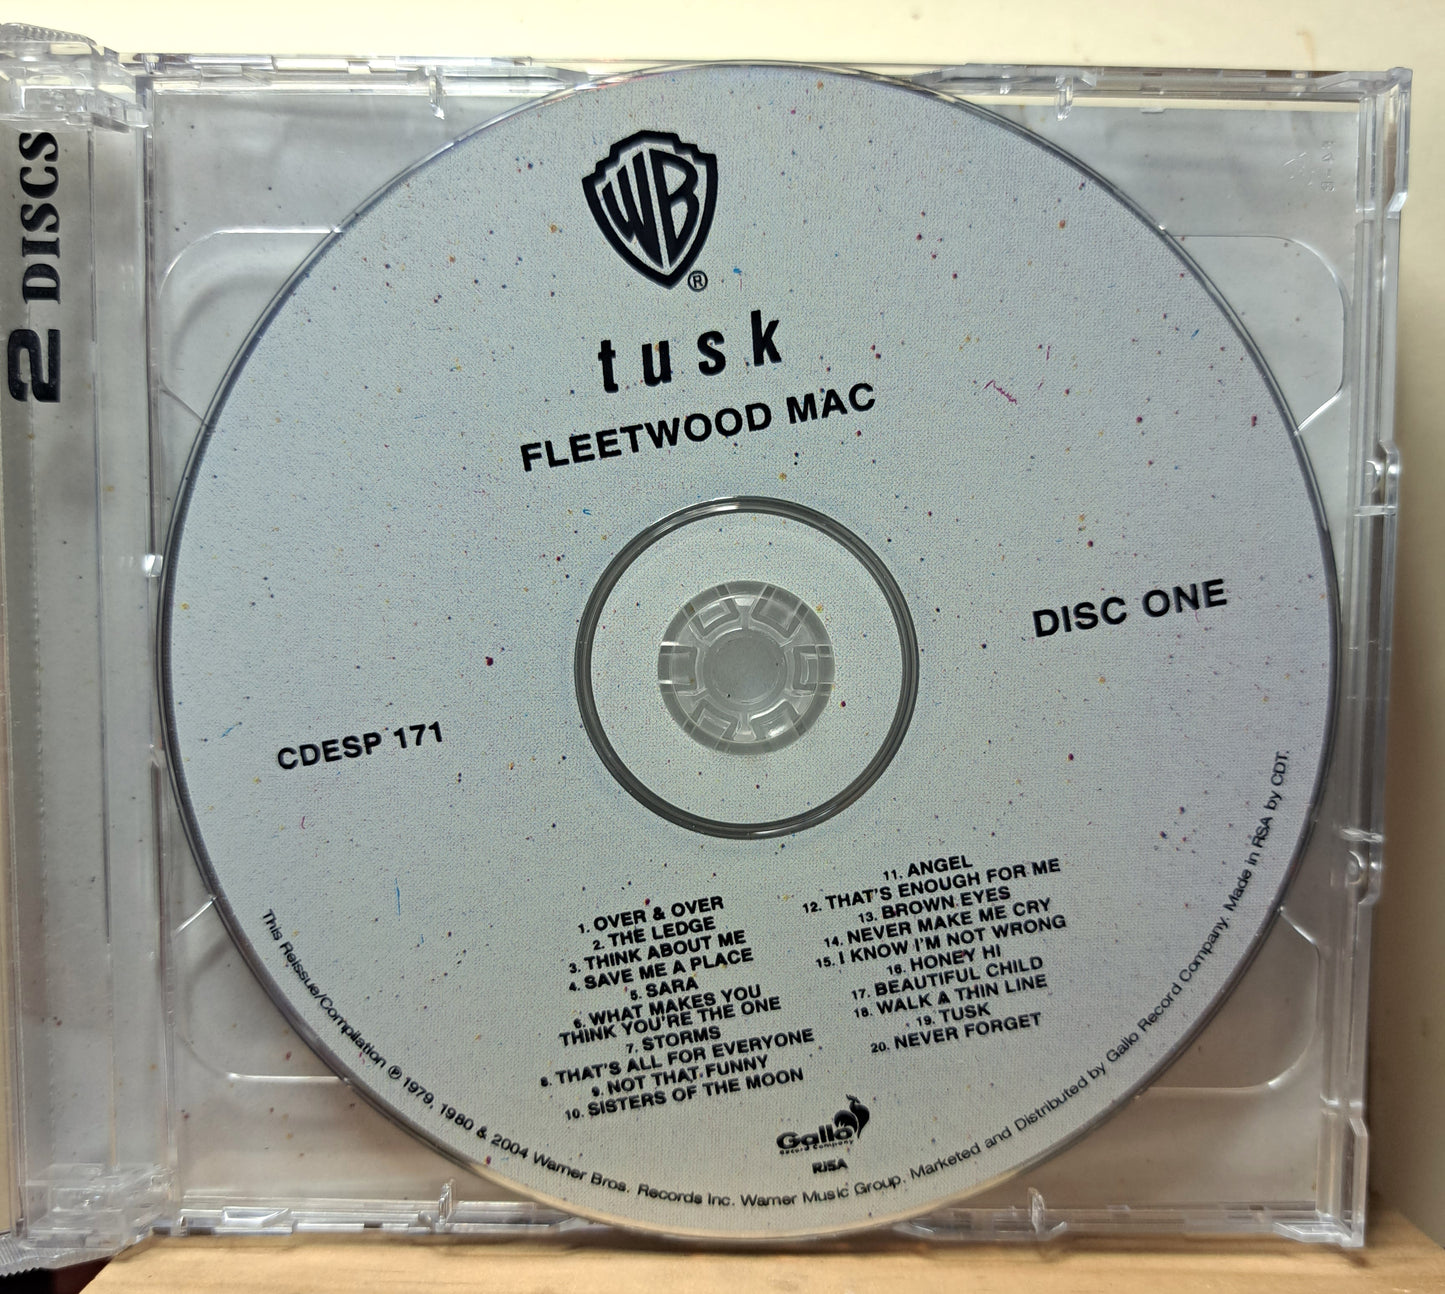 2 DISCS
WB
®
tusk
FLEETWOOD MAC
DISC ONE
CDESP 171
1. OVER & OVER
2. THE LEDGE
3. THINK ABOUT ME
4. SAVE ME A PLACE
5. SARA
6. WHAT MAKES YOU
THINK YOU'RE THE ONE
7. STORMS
8. THAT'S ALL FOR EVERYONE
9. NOT THAT FUNNY
10. SISTERS OF THE MOON
11. ANGEL
12. THAT'S ENOUGH FOR ME
13. BROWN EYES
14. NEVER MAKE ME CRY
15. I KNOW I'M NOT WRONG
16. HONEY HI
17. BEAUTIFUL CHILD
18. WALK A THIN LINE
19. TUSK
20. NEVER FORGET
Gallo
Record Company
RISA
This Reissue/Compilation ℗ 1979, 1980 & 2004 Warner Bros. Records Inc. Warner Music Group. Marketed and Distributed by Gallo Record Company. Made in RSA by CDT.